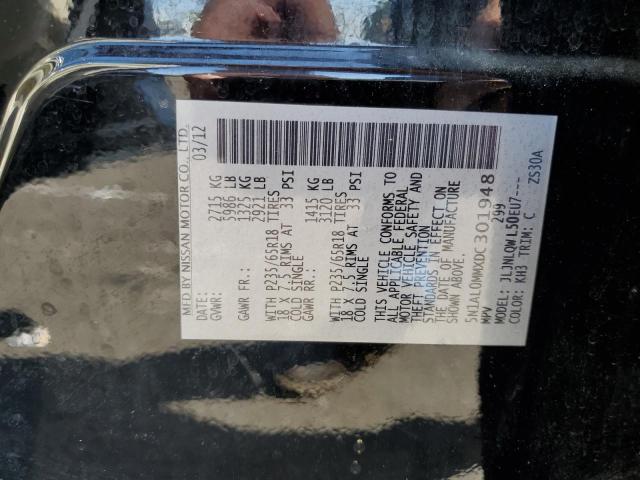 MFD BY NISSAN MOTOR CO., LTD.
DATE: 03/12
GVWR: 2715 KG
5986 LB
GAWR FR.: 1325 KG
2921 LB
WITH P235/65R18 TIRES
18 X 7.5 RIMS AT 33 PSI
COLD SINGLE
GAWR RR.: 1415 KG
3120 LB
WITH P235/65R18 TIRES
18 X 7.5 RIMS AT 33 PSI
COLD SINGLE
THIS VEHICLE CONFORMS TO
ALL APPLICABLE FEDERAL
MOTOR VEHICLE SAFETY AND
THEFT PREVENTION
STANDARDS IN EFFECT ON
THE DATE OF MANUFACTURE
SHOWN ABOVE.
5N1AL0MMXDC301948
MPV 299
MODEL: JLJNLQWL50EU7---
COLOR: KH3 TRIM: C ZS30A